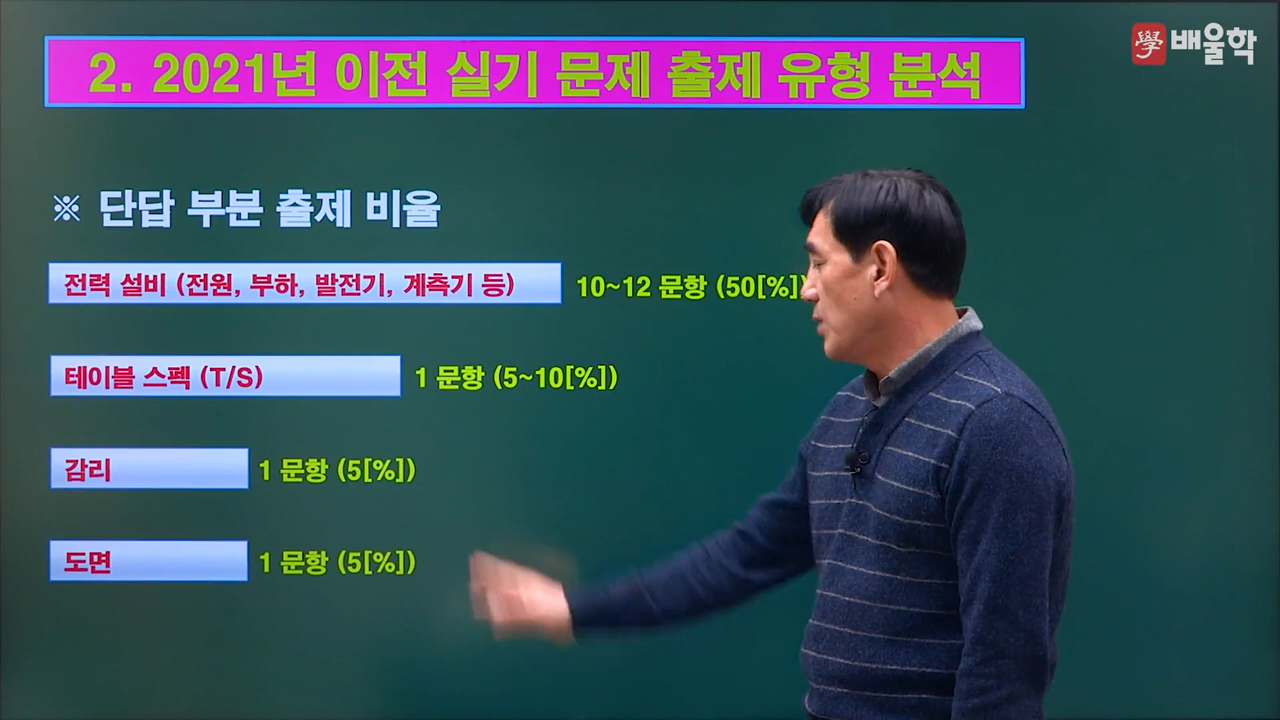 2. 2021년 이전 실기 문제 출제 유형 분석
學 배울학
※ 단답 부분 출제 비율
전력 설비 (전원, 부하, 발전기, 계측기 등) 10~12 문항 (50[%])
테이블 스펙 (T/S) 1 문항 (5~10[%])
감리 1 문항 (5[%])
도면 1 문항 (5[%])